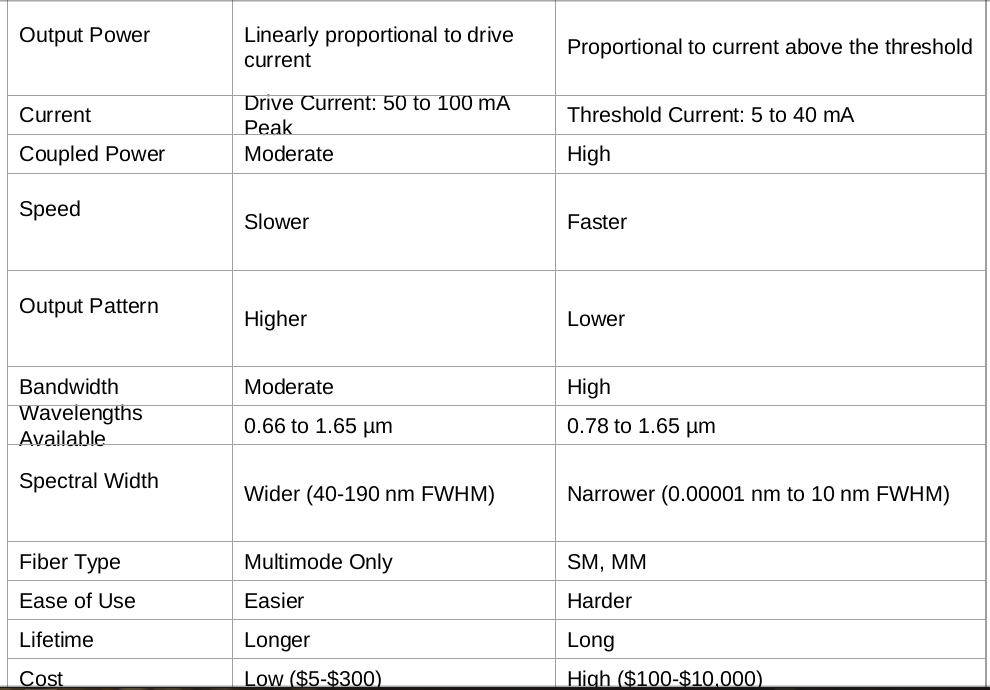 Output Power
Linearly proportional to drive
current
Proportional to current above the threshold
Current
Drive Current: 50 to 100 mA
Peak
Threshold Current: 5 to 40 mA
Coupled Power
Moderate
High
Speed
Slower
Faster
Output Pattern
Higher
Lower
Bandwidth
Moderate
High
Wavelengths
Available
0.66 to 1.65 µm
0.78 to 1.65 µm
Spectral Width
Wider (40-190 nm FWHM)
Narrower (0.00001 nm to 10 nm FWHM)
Fiber Type
Multimode Only
SM, MM
Ease of Use
Easier
Harder
Lifetime
Longer
Long
Cost
Low ($5-$300)
High ($100-$10,000)